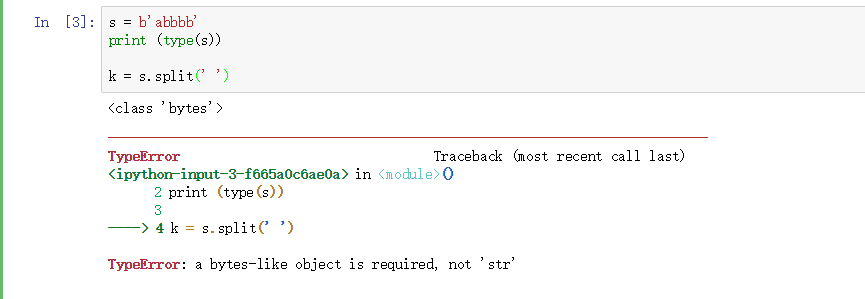 In [3]: s = b'abbbb'
print (type(s))
k = s.split(' ')
<class 'bytes'>
TypeError Traceback (most recent call last)
<ipython-input-3-f665a0c6ae0a> in <module>()
2 print (type(s))
3
----> 4 k = s.split(' ')
TypeError: a bytes-like object is required, not 'str'